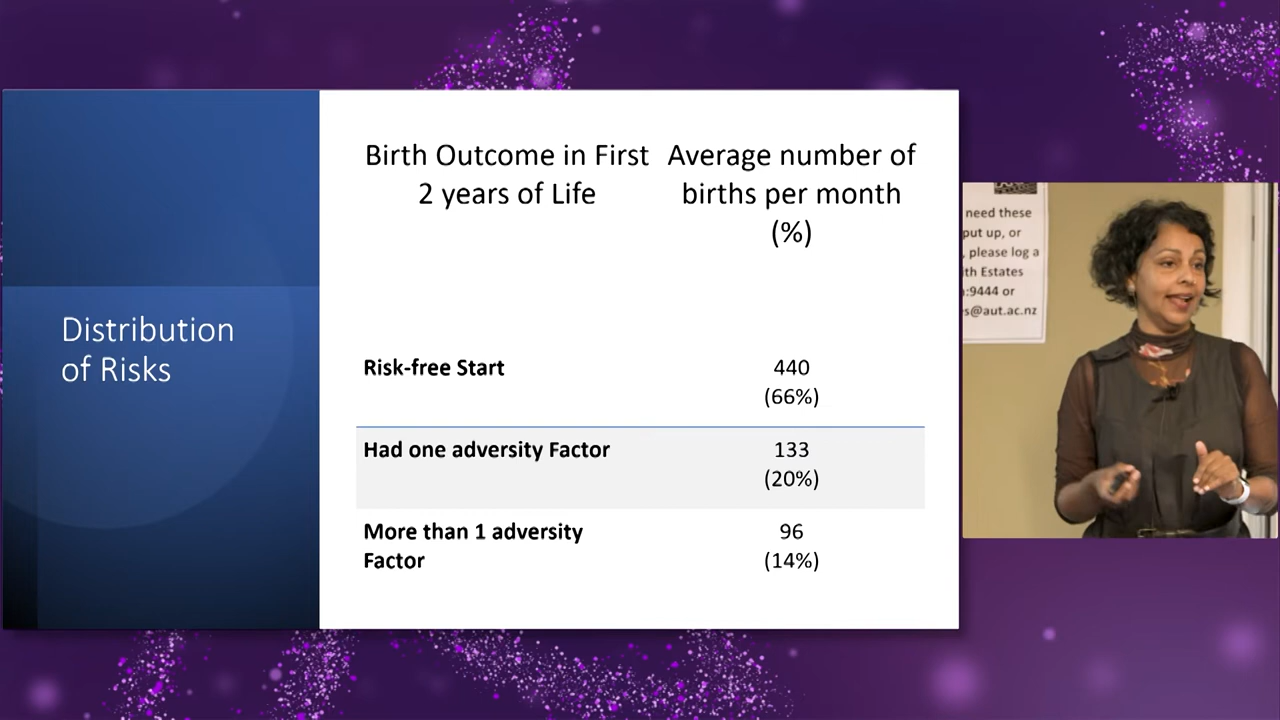 Distribution
of Risks
Birth Outcome in First
2 years of Life
Average number of
births per month
(%)
Risk-free Start
440
(66%)
Had one adversity Factor
133
(20%)
More than 1 adversity
Factor
96
(14%)
need these
put up, or
, please log a
Estates
:9444 or
s@aut.ac.nz